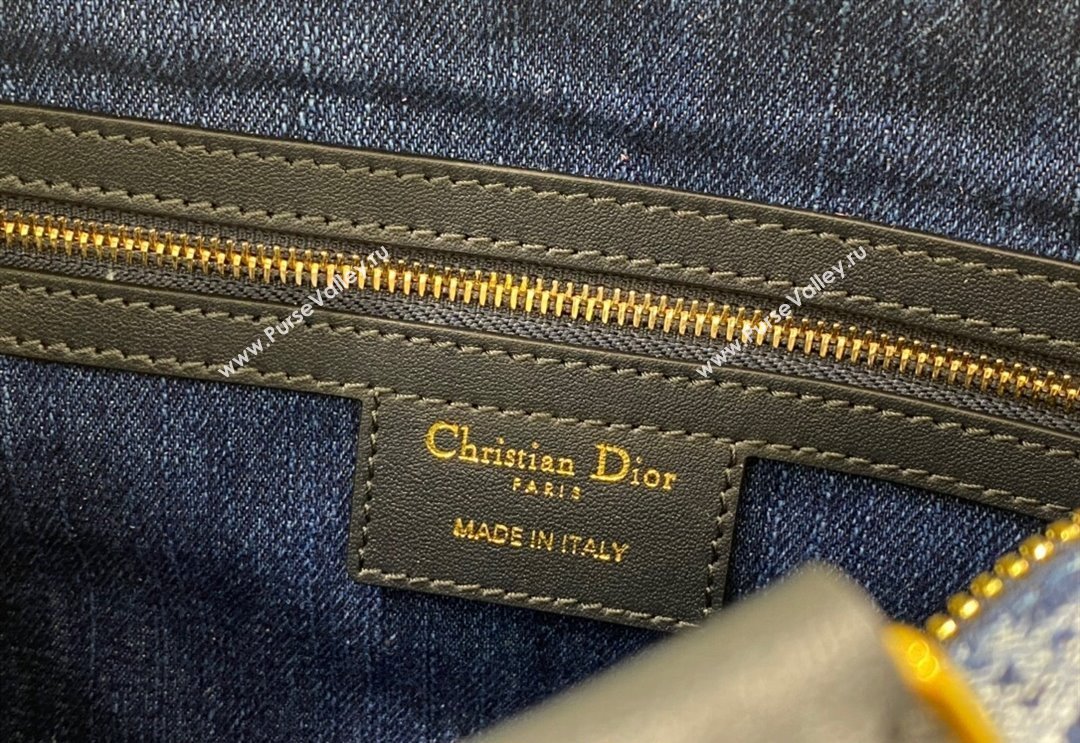 www.PurseValley.ru
www.PurseValley.ru
Christian Dior
PARIS
MADE IN ITALY